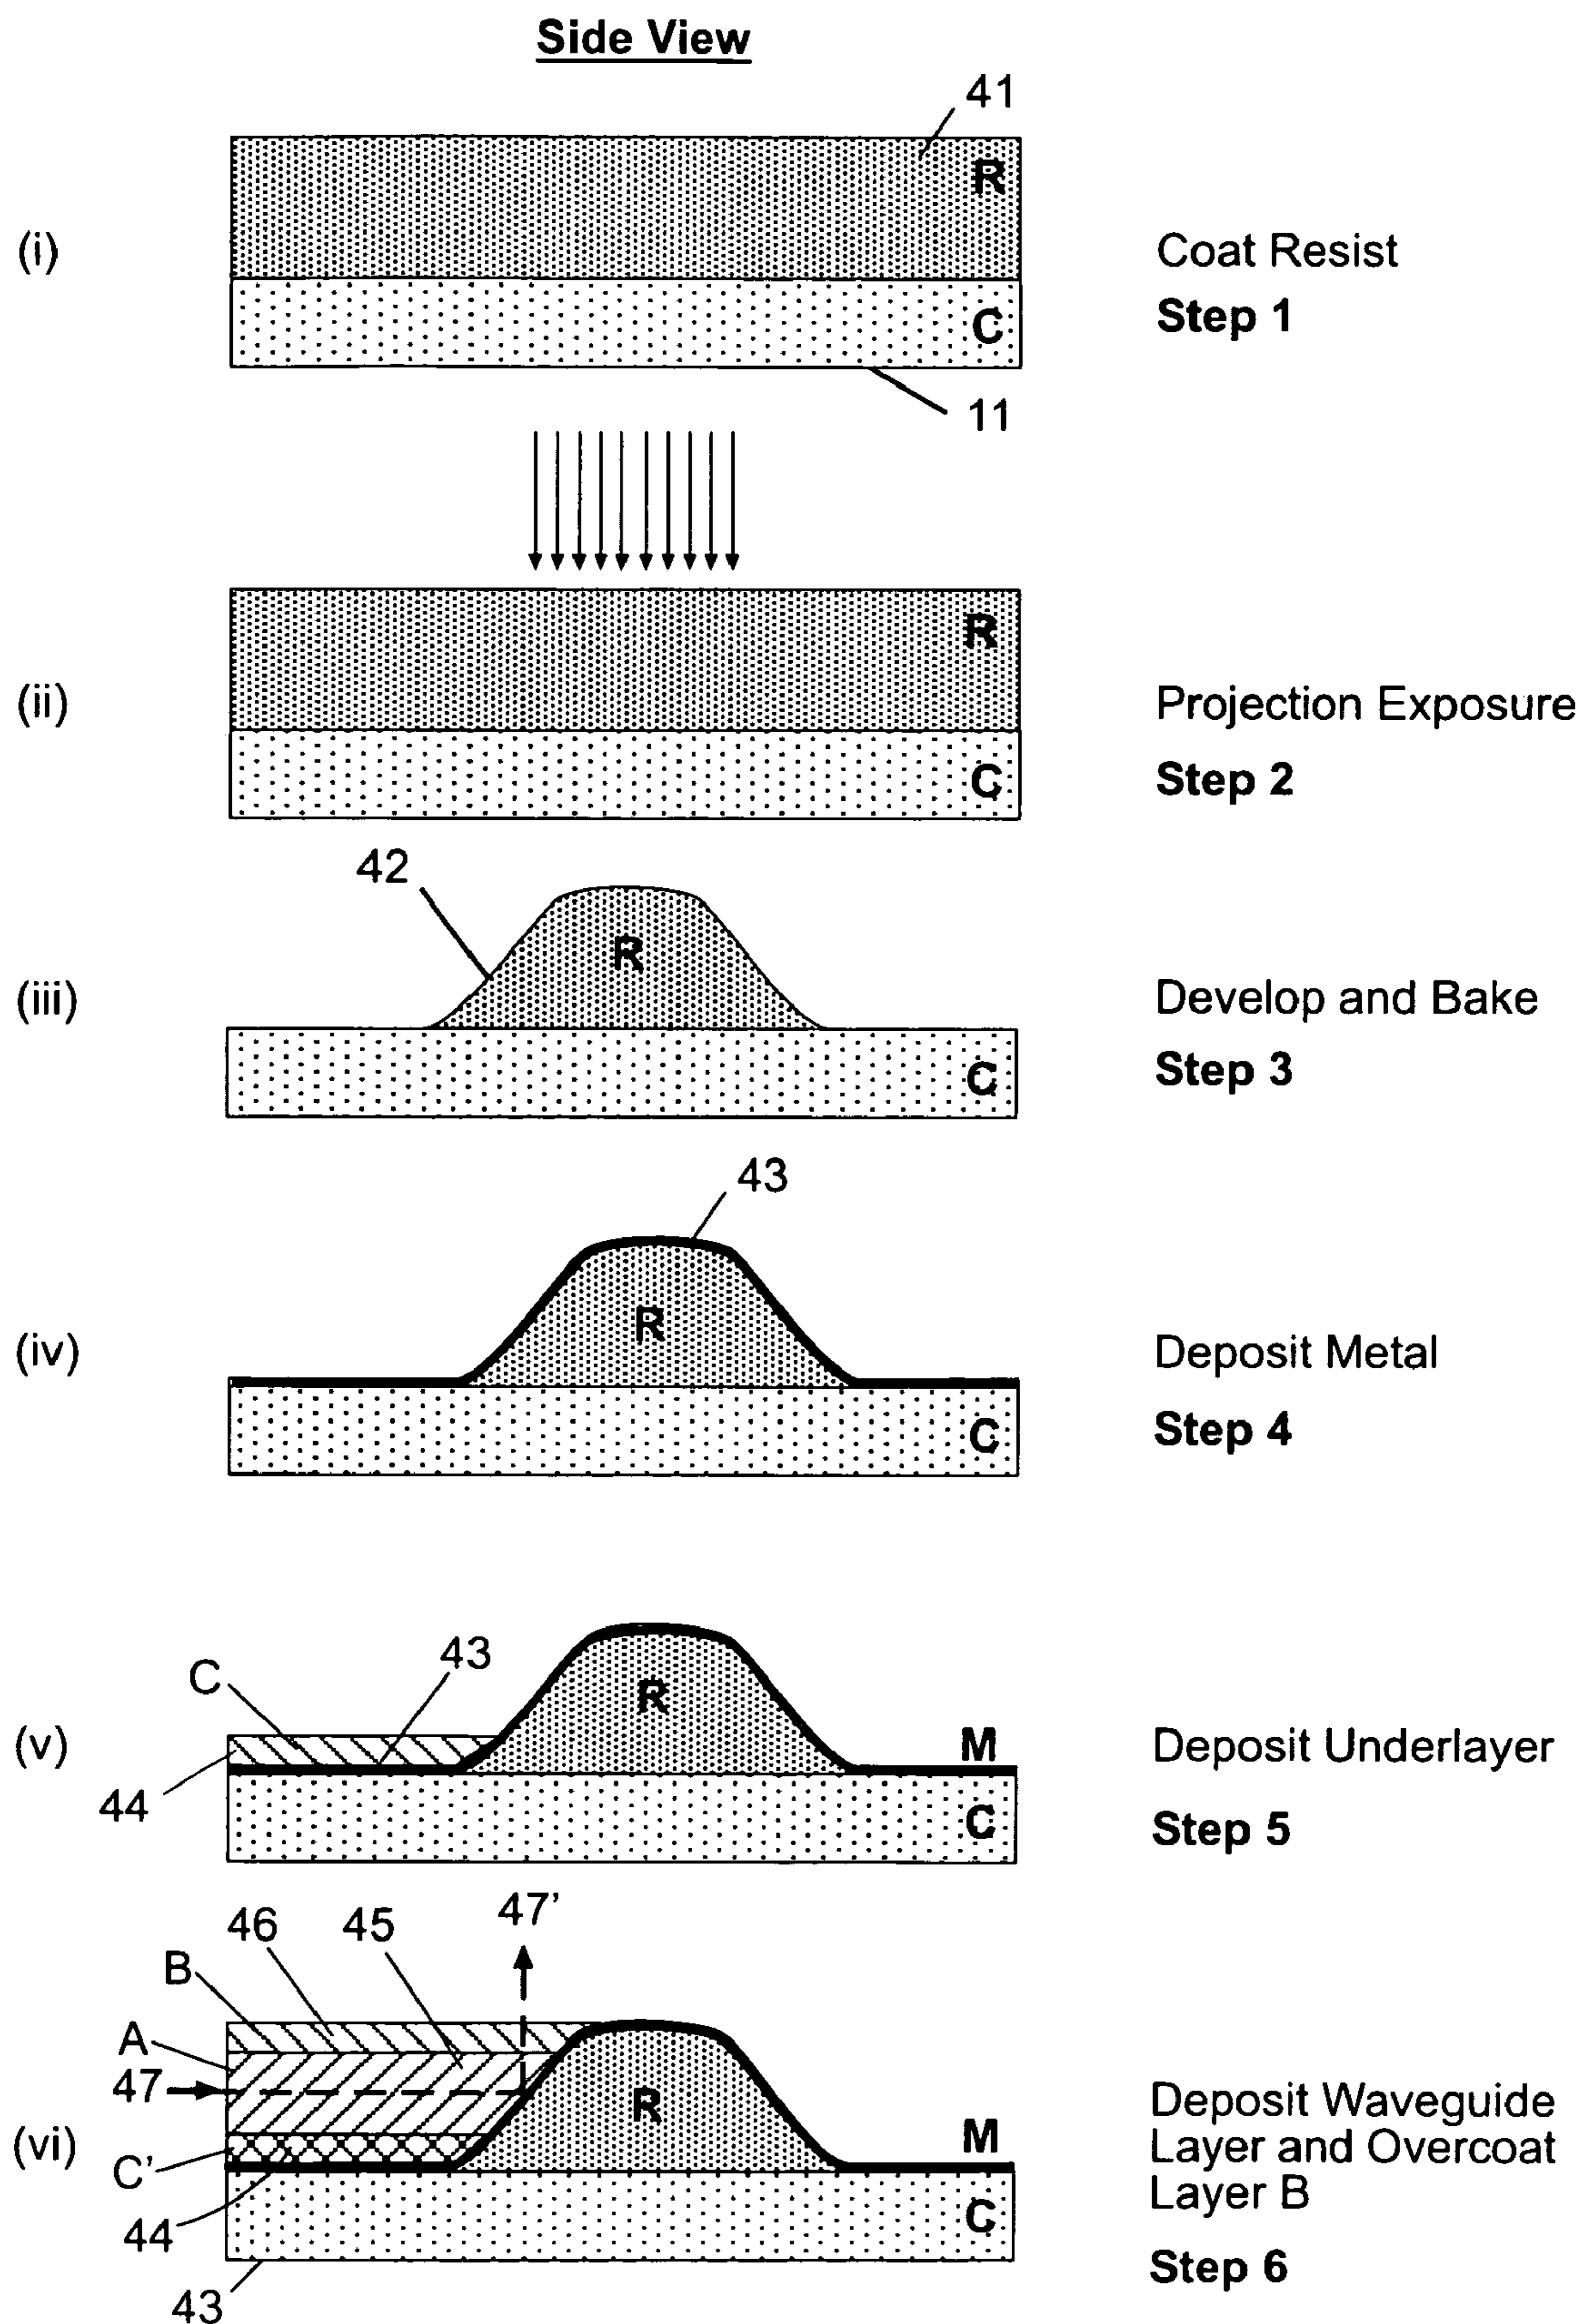 Side View
41
R
(i)
Coat Resist
C
Step 1
11
R
(ii)
Projection Exposure
C
Step 2
42
R
(iii)
Develop and Bake
C
Step 3
43
R
(iv)
Deposit Metal
C
Step 4
C
43
R
(v)
M
Deposit Underlayer
44
C
Step 5
46
45
47’
B
A
47
R
Deposit Waveguide
(vi)
M
Layer and Overcoat
C’
Layer B
44
C
Step 6
43